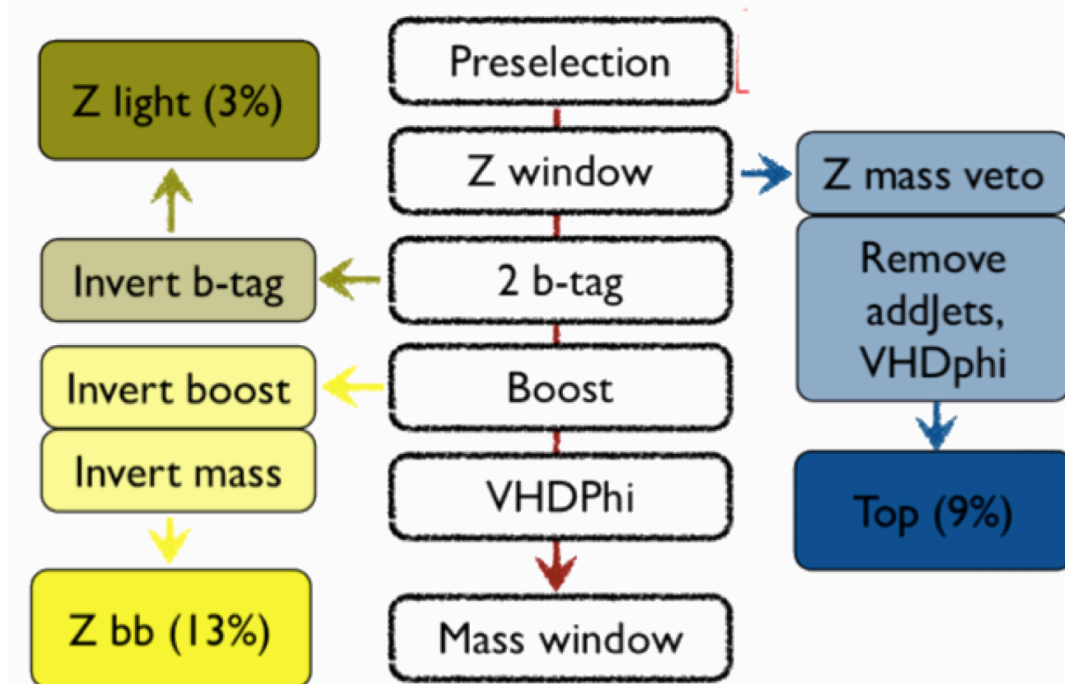 Preselection
Z light (3%)
Z window
Z mass veto
Invert b-tag
2 b-tag
Remove
addJets,
VHDphi
Invert boost
Boost
Invert mass
VHDPhi
Top (9%)
Z bb (13%)
Mass window